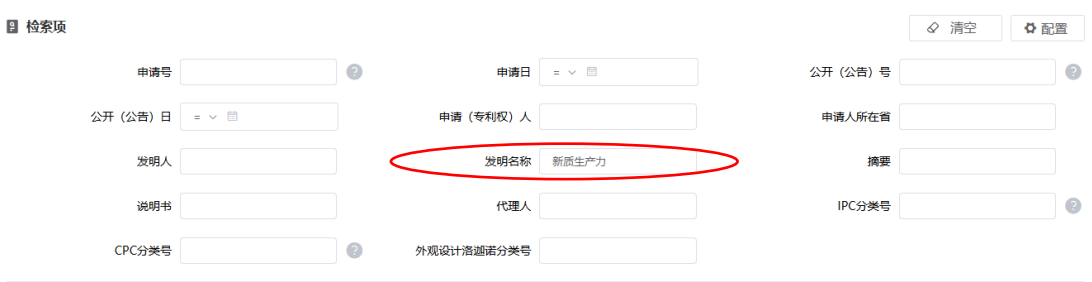 检索项
清空 配置
申请号 ? 申请日 = 公开（公告）号 ?
公开（公告）日 = 申请（专利权）人 申请人所在省
发明人 发明名称 新质生产力 摘要
说明书 代理人 IPC分类号 ?
CPC分类号 ? 外观设计洛迦诺分类号